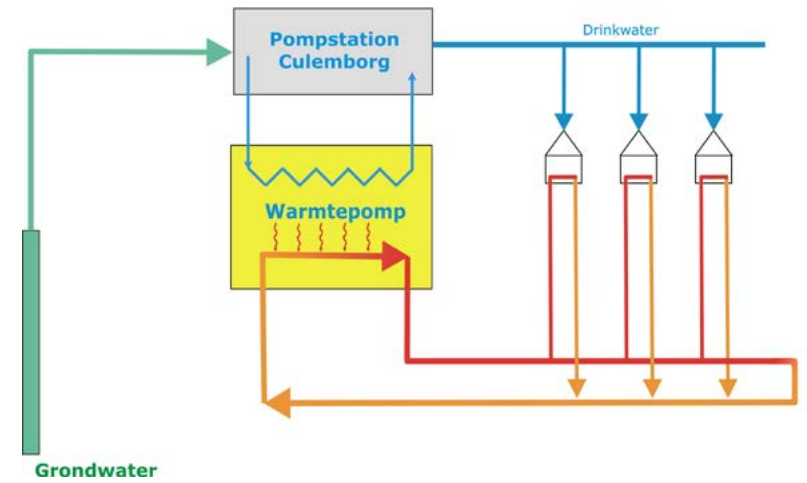 Pompstation
Culemborg
Drinkwater
Warmtepomp
Grondwater